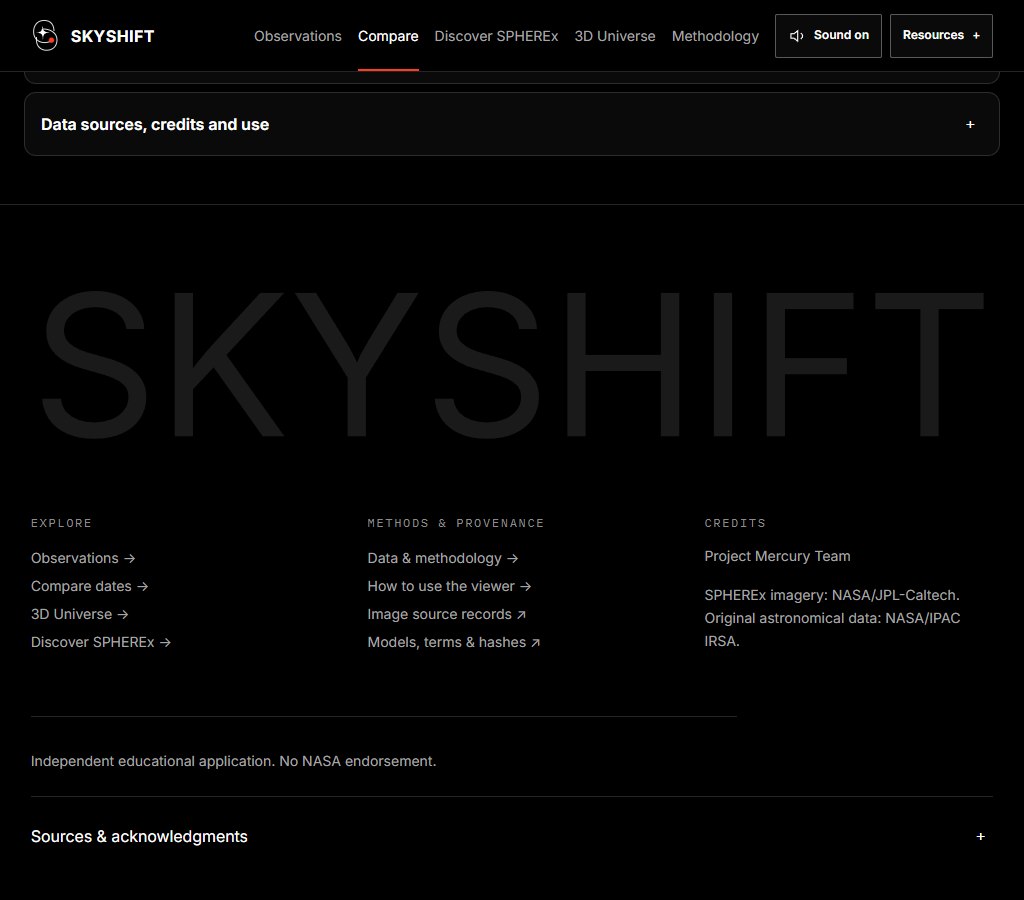 SKYSHIFT
Observations
Compare
Discover SPHEREx
3D Universe
Methodology
Sound on
Resources +
Data sources, credits and use +
SKYSHIFT
EXPLORE
Observations →
Compare dates →
3D Universe →
Discover SPHEREx →
METHODS & PROVENANCE
Data & methodology →
How to use the viewer →
Image source records ↗
Models, terms & hashes ↗
CREDITS
Project Mercury Team
SPHEREx imagery: NASA/JPL-Caltech.
Original astronomical data: NASA/IPAC
IRSA.
Independent educational application. No NASA endorsement.
Sources & acknowledgments +